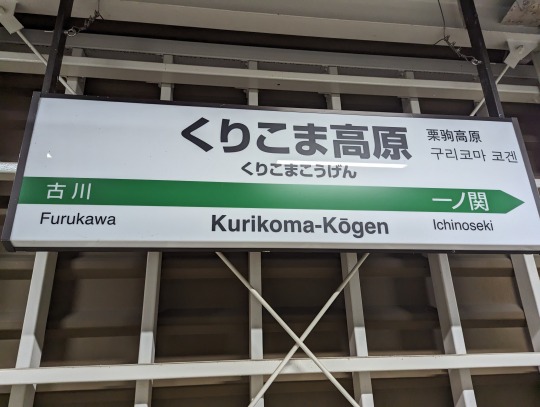 くりこま高原
くりこまこうげん
栗驹高原
구리코마 코겐
古川
一ノ関
Furukawa
Kurikoma-Kōgen
Ichinoseki